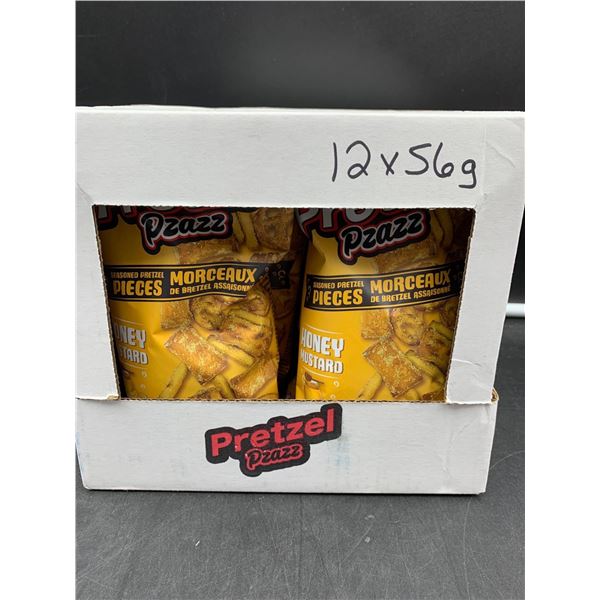 12 x 56g
Pzazz
SEASONED PRETZEL
PIECES
MORCEAUX
DE BRETZEL ASSAISONNÉ
HONEY
MUSTARD
Pzazz
SEASONED PRETZEL
PIECES
MORCEAUX
DE BRETZEL ASSAISONNÉ
HONEY
MUSTARD
Pretzel
Pzazz